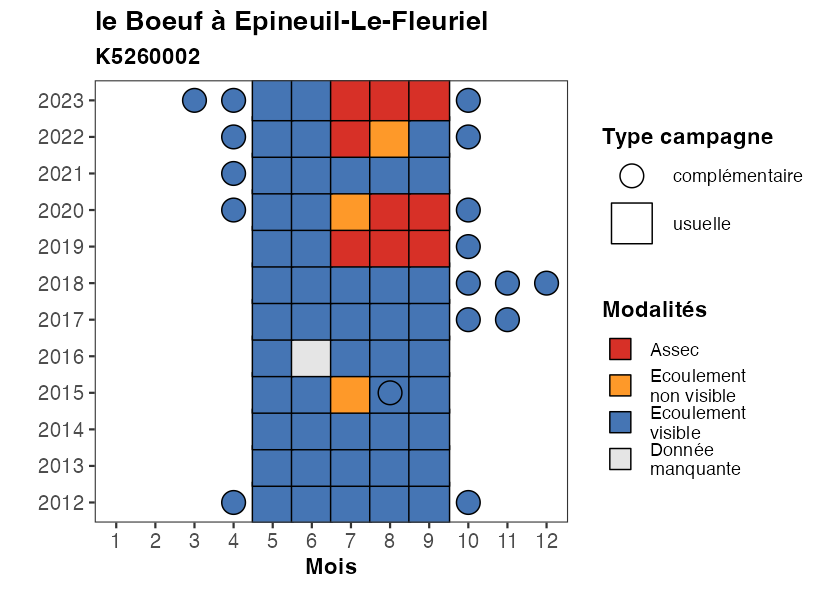 le Boeuf à Epineuil-Le-Fleuriel
K5260002
2023
2022
2021
2020
2019
2018
2017
2016
2015
2014
2013
2012
1 2 3 4 5 6 7 8 9 10 11 12
Mois
Type campagne
complémentaire
usuelle
Modalités
Assec
Ecoulement
non visible
Ecoulement
visible
Donnée
manquante